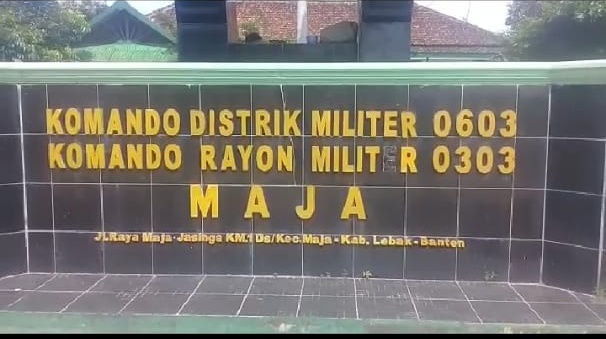 KOMANDO DISTRIK MILITER 0603
KOMANDO RAYON MILITER 0303
MAJA
Jl.Raya Maja-Jasinga KM.1 Ds/Kec.Maja - Kab. Lebak - Banten